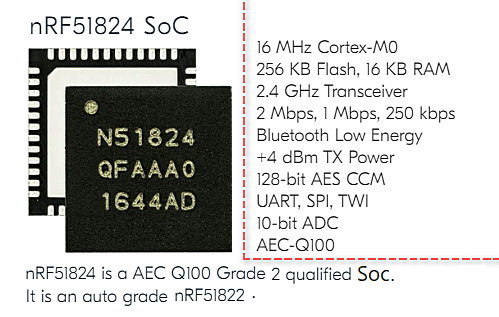 nRF51824 SoC
N51824
QFAAA0
1644AD
16 MHz Cortex-M0
256 KB Flash, 16 KB RAM
2.4 GHz Transceiver
2 Mbps, 1 Mbps, 250 kbps
Bluetooth Low Energy
+4 dBm TX Power
128-bit AES CCM
UART, SPI, TWI
10-bit ADC
AEC-Q100
nRF51824 is a AEC Q100 Grade 2 qualified Soc.
It is an auto grade nRF51822 .